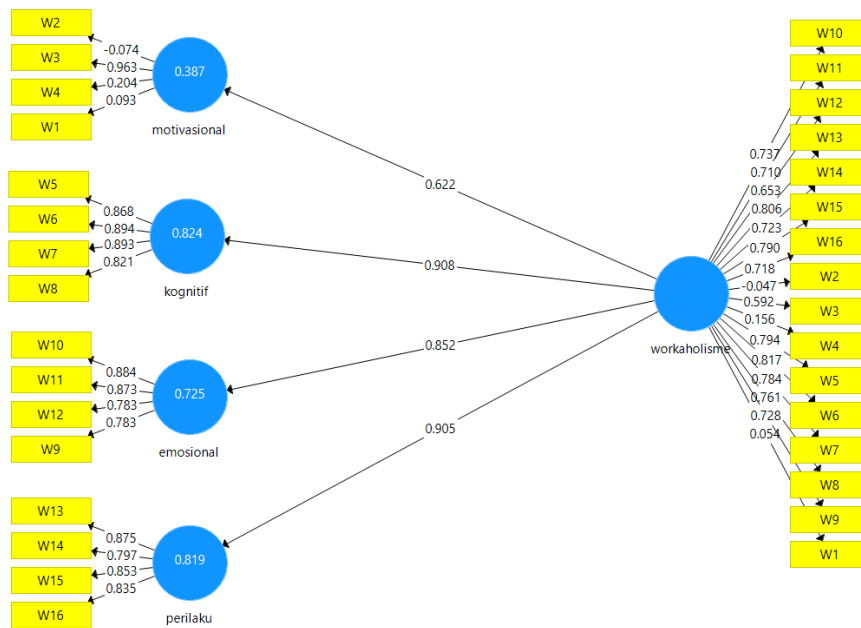 W2
W3
W4
W1
-0.074
0.963
0.204
0.093
0.387
motivasional
W5
W6
W7
W8
0.868
0.894
0.893
0.821
0.824
kognitif
W10
W11
W12
W9
0.884
0.873
0.783
0.783
0.725
emosional
W13
W14
W15
W16
0.875
0.797
0.853
0.835
0.819
perilaku
0.622
0.908
0.852
0.905
workaholisme
0.737
0.710
0.653
0.806
0.723
0.790
0.718
-0.047
0.592
0.156
0.794
0.817
0.784
0.761
0.728
0.054
W10
W11
W12
W13
W14
W15
W16
W2
W3
W4
W5
W6
W7
W8
W9
W1